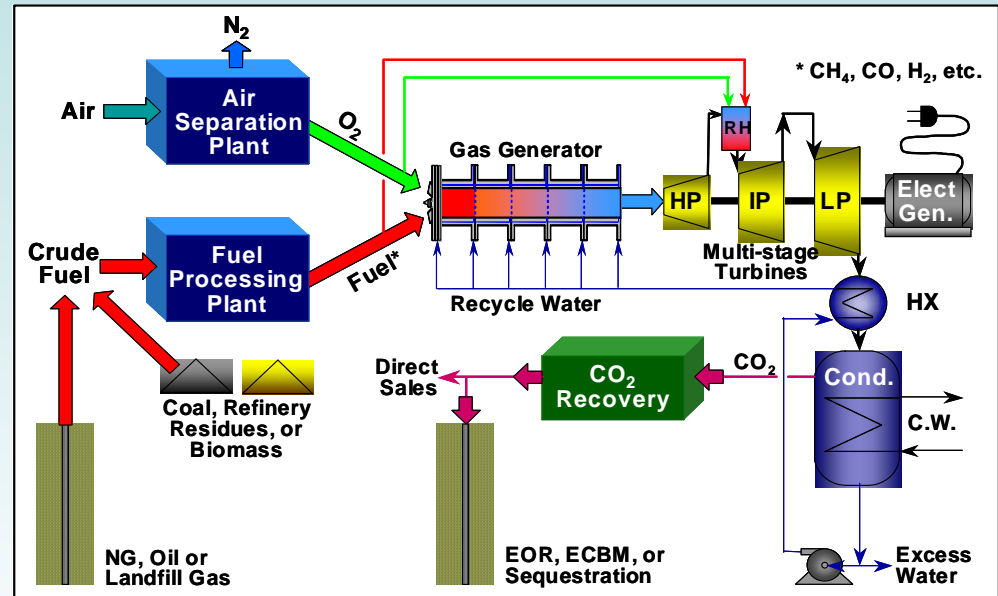 N2
Air
Air
Separation
Plant
O2
* CH4, CO, H2, etc.
RH
Gas Generator
HP
IP
LP
Elect
Gen.
Multi-stage
Turbines
Crude
Fuel
Fuel
Processing
Plant
Fuel*
Recycle Water
HX
Direct
Sales
CO2
Recovery
CO2
Cond.
C.W.
Coal, Refinery
Residues, or
Biomass
NG, Oil or
Landfill Gas
EOR, ECBM, or
Sequestration
Excess
Water